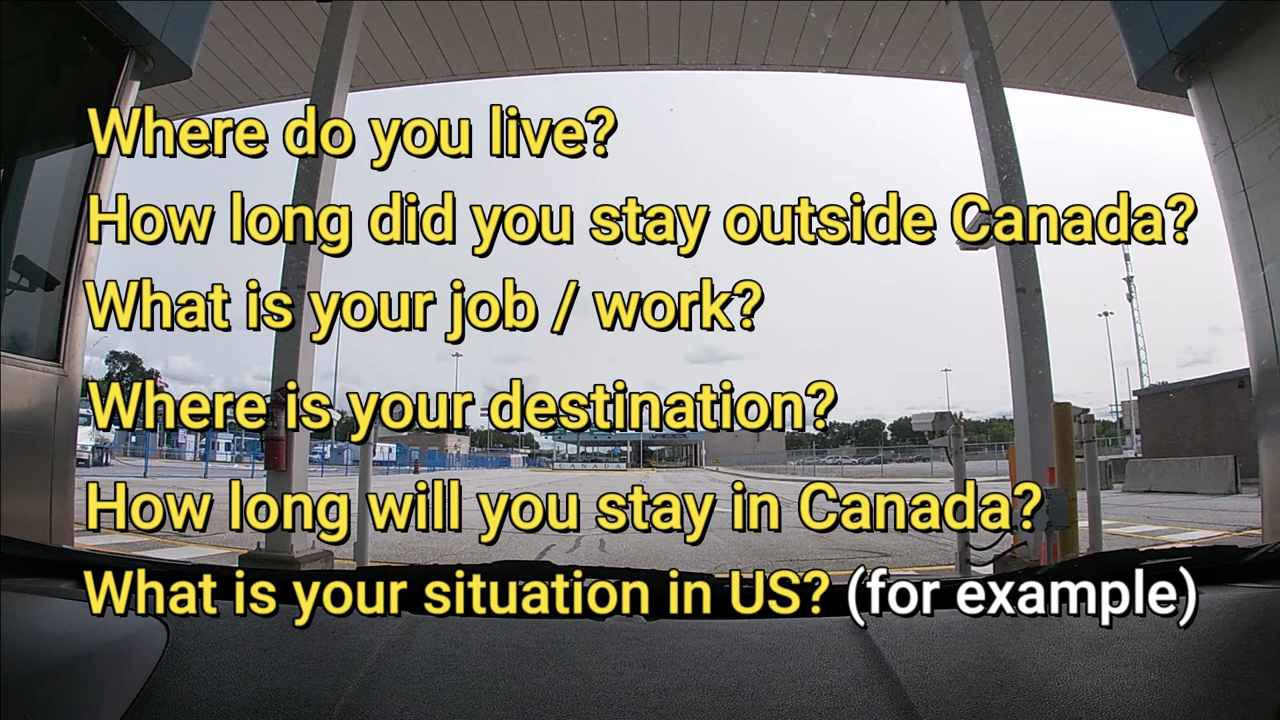 Where do you live?
How long did you stay outside Canada?
What is your job / work?
Where is your destination?
CANADA
How long will you stay in Canada?
What is your situation in US? (for example)